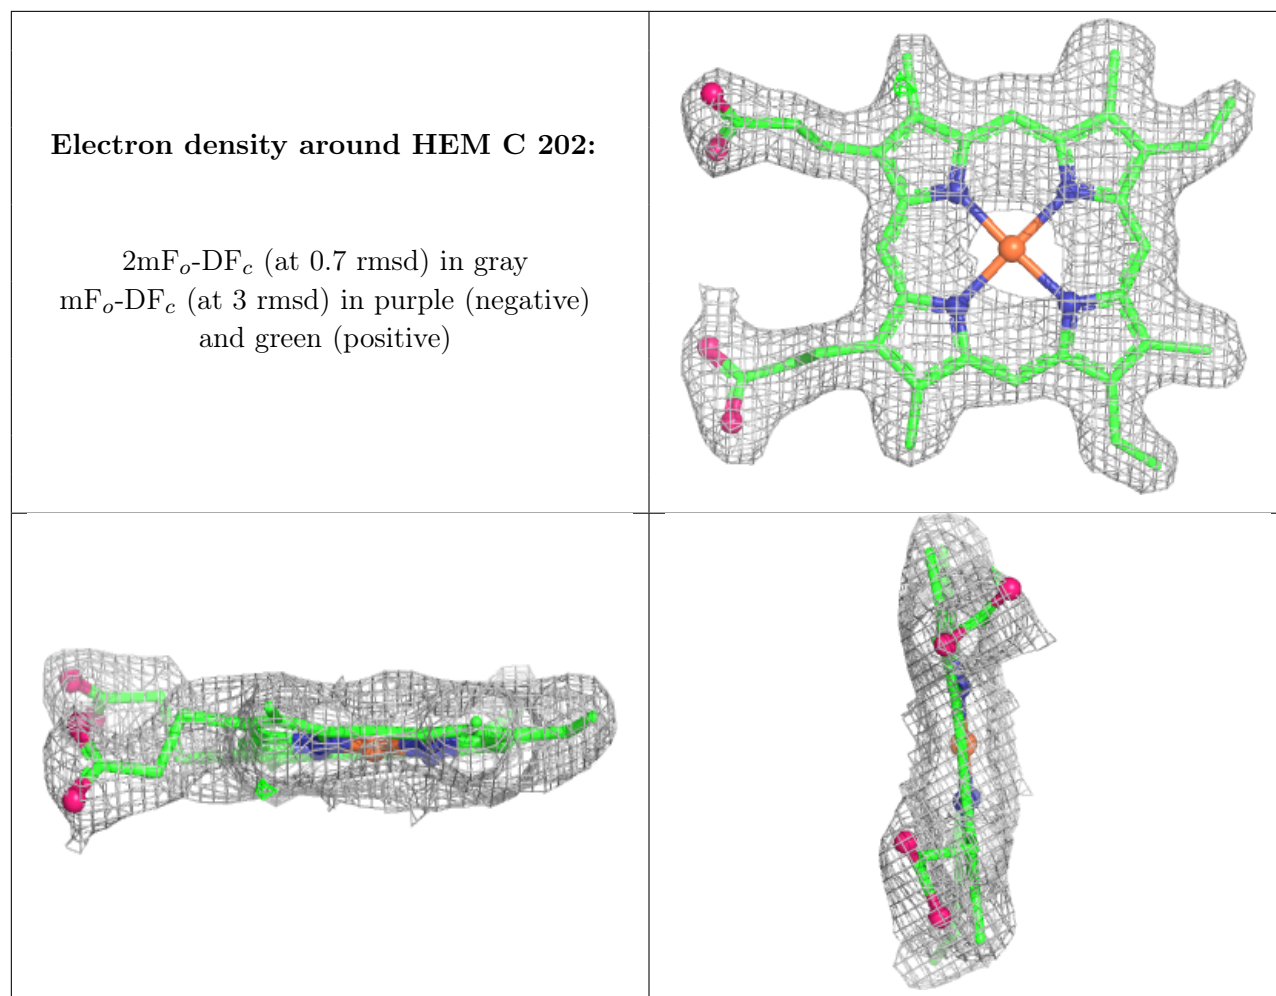 Electron density around HEM C 202:
2mFo-DFc (at 0.7 rmsd) in gray
mFo-DFc (at 3 rmsd) in purple (negative)
and green (positive)